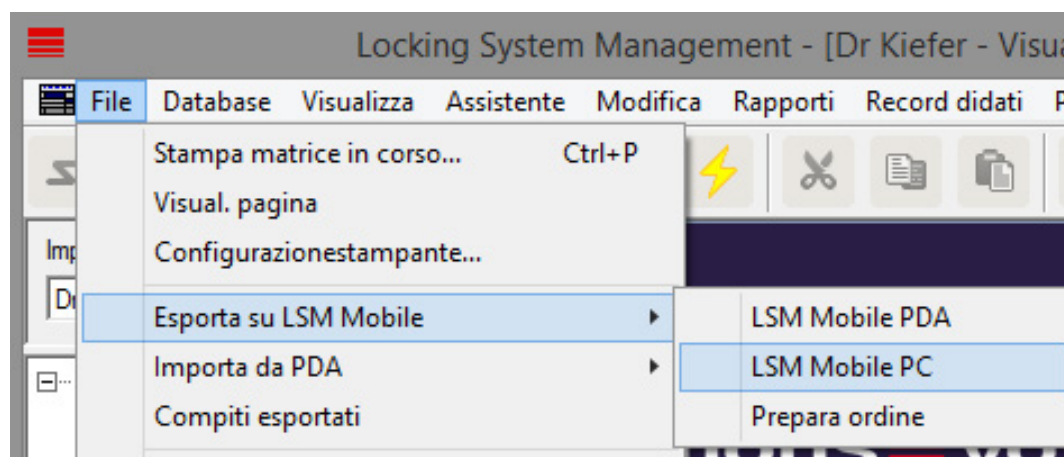 Locking System Management - [Dr Kiefer -
File Database Visualizza Assistente Modifica Rapporti Record didati
Stampa matrice in corso... Ctrl+P
Visual. pagina
Configurazionestampante...
Esporta su LSM Mobile
LSM Mobile PDA
Importa da PDA
LSM Mobile PC
Compiti esportati
Prepara ordine